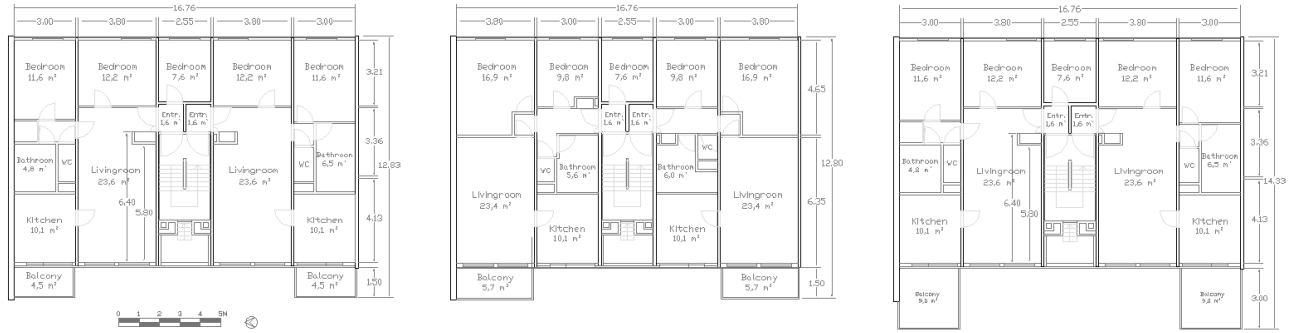 16.76
3.00 3.80 2.55 3.80 3.00
Bedroom 11,6 m²
Bedroom 12,2 m²
Bedroom 7,6 m²
Bedroom 12,2 m²
Bedroom 11,6 m²
3.21
Entr. 1,6 m²
Entr. 1,6 m²
3.36
12.83
Bathroom 4,8 m²
WC
Livingroom 23,6 m²
Livingroom 23,6 m²
WC
Bathroom 6,5 m²
6.40
5.80
4.13
Kitchen 10,1 m²
Kitchen 10,1 m²
Balcony 4,5 m²
Balcony 4,5 m²
1.50
0 1 2 3 4 5M
16.76
3.80 3.00 2.55 3.00 3.80
Bedroom 16,9 m²
Bedroom 9,8 m²
Bedroom 7,6 m²
Bedroom 9,8 m²
Bedroom 16,9 m²
4.65
Entr. 1,6 m²
Entr. 1,6 m²
12.80
WC
Bathroom 5,6 m²
Bathroom 6,0 m²
WC
Livingroom 23,4 m²
Livingroom 23,4 m²
6.35
Kitchen 10,1 m²
Kitchen 10,1 m²
Balcony 5,7 m²
Balcony 5,7 m²
1.50
16.76
3.00 3.80 2.55 3.80 3.00
Bedroom 11,6 m²
Bedroom 12,2 m²
Bedroom 7,6 m²
Bedroom 12,2 m²
Bedroom 11,6 m²
3.21
Entr. 1,6 m²
Entr. 1,6 m²
3.36
14.33
Bathroom 4,8 m²
WC
Livingroom 23,6 m²
Livingroom 23,6 m²
WC
Bathroom 6,5 m²
6.40
5.80
4.13
Kitchen 10,1 m²
Kitchen 10,1 m²
Balcony 9,8 m²
Balcony 9,8 m²
3.00